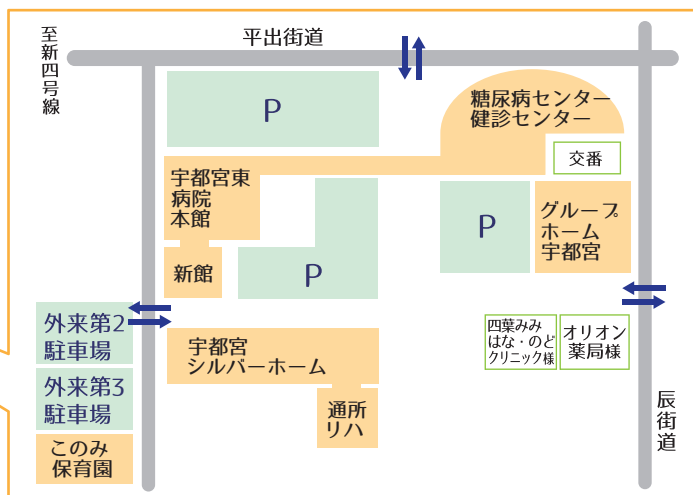 至新四号線
平出街道
P
糖尿病センター
健診センター
交番
宇都宮東
病院
本館
P
グループ
ホーム
宇都宮
新館
P
外来第2
駐車場
四葉みみ
はな・のど
クリニック様
オリオン
薬局様
宇都宮
シルバーホーム
外来第3
駐車場
通所
リハ
辰街道
このみ
保育園